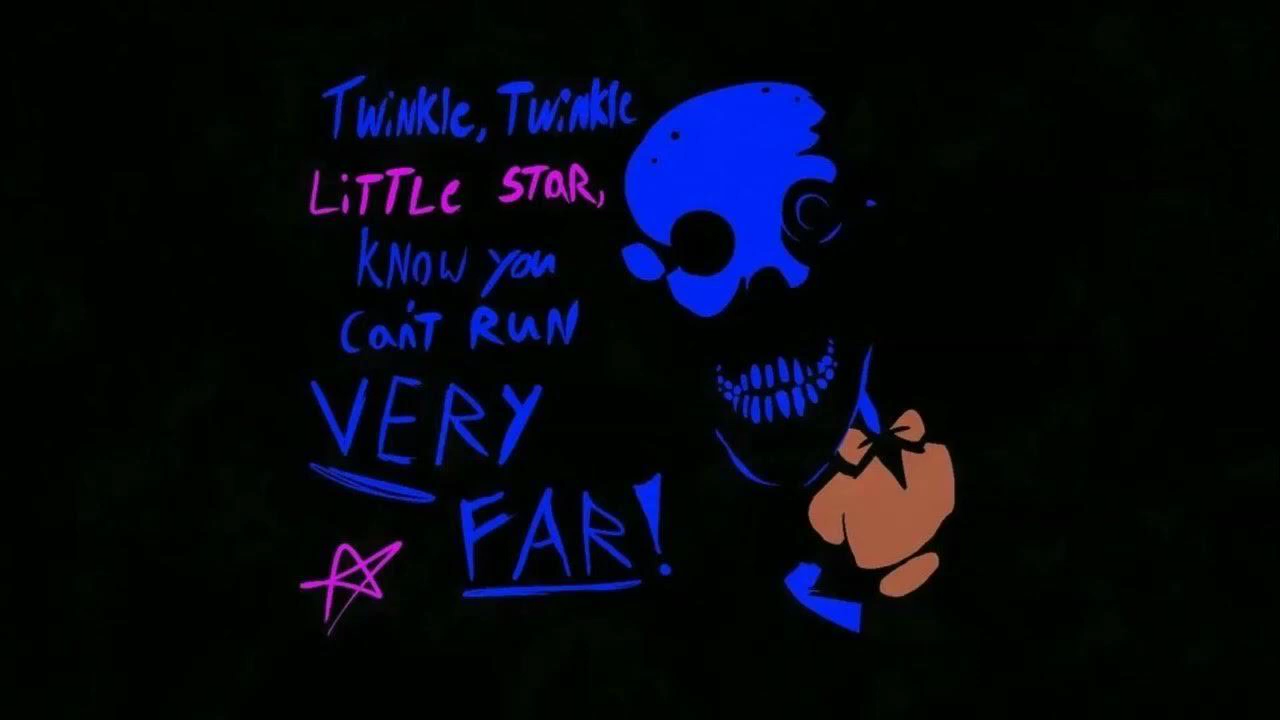 Twinkle, Twinkle
LiTTLe STaR,
KNOW you
Can't RuN
VERY
FAR!